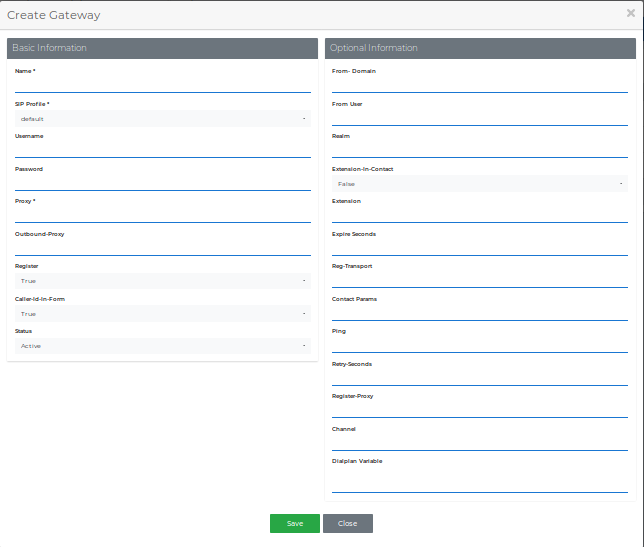 Create Gateway
×
Basic Information
Name *
SIP Profile *
default
Username
Password
Proxy *
Outbound-Proxy
Register
True
Caller-Id-In-Form
True
Status
Active
Optional Information
From- Domain
From User
Realm
Extension-In-Contact
False
Extension
Expire Seconds
Reg-Transport
Contact Params
Ping
Retry-Seconds
Register-Proxy
Channel
Dialplan Variable
Save
Close